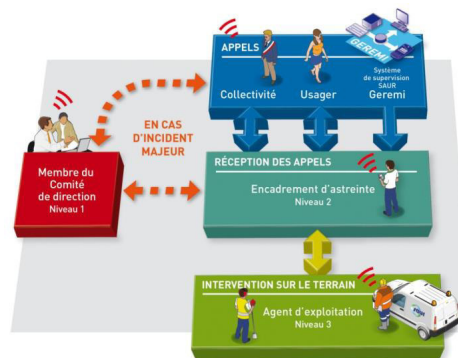 GEREMI
APPELS
Collectivité
Usager
Système
de supervision
SAUR
Geremi
EN CAS
D'INCIDENT
MAJEUR
Membre du
Comité
de direction
Niveau 1
RÉCEPTION DES APPELS
Encadrement d'astreinte
Niveau 2
INTERVENTION SUR LE TERRAIN
Agent d'exploitation
Niveau 3